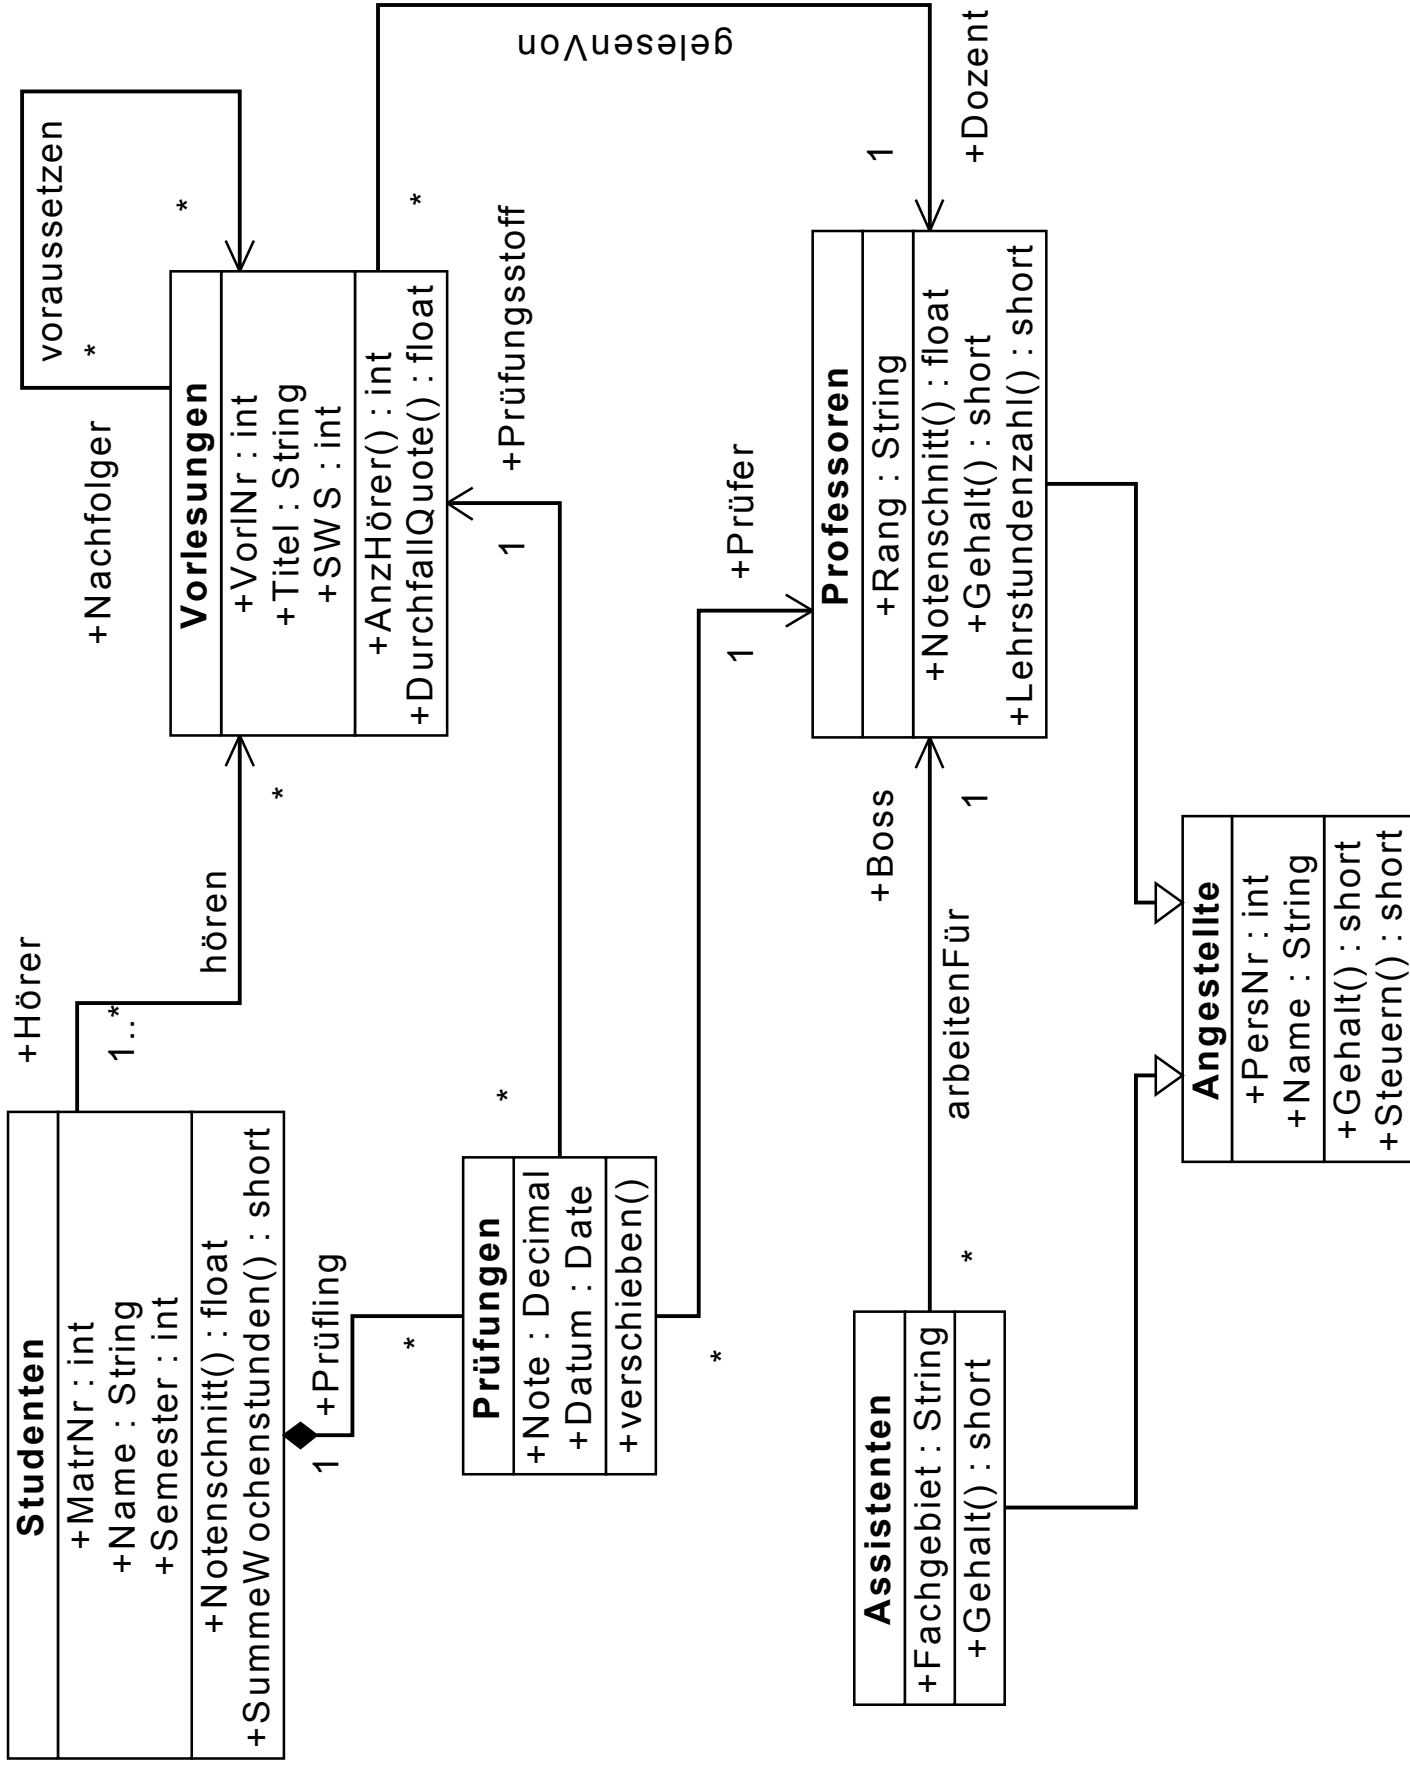 Studenten
+MatrNr : int
+Name : String
+Semester : int
+Notenschnitt() : float
+SummeWochenstunden() : short
+Hörer
1..*
hören
*
+Nachfolger
*
voraussetzen
*
Vorlesungen
+VorlNr : int
+Titel : String
+SWS : int
+AnzHörer() : int
+DurchfallQuote() : float
*
gelesenVon
1
+Dozent
1
+Prüfling
*
Prüfungen
+Note : Decimal
+Datum : Date
+verschieben()
*
1
+Prüfungsstoff
*
1
+Prüfer
Professoren
+Rang : String
+Notenschnitt() : float
+Gehalt() : short
+Lehrstundenzahl() : short
Assistenten
+Fachgebiet : String
+Gehalt() : short
*
arbeitenFür
+Boss
1
Angestellte
+PersNr : int
+Name : String
+Gehalt() : short
+Steuern() : short